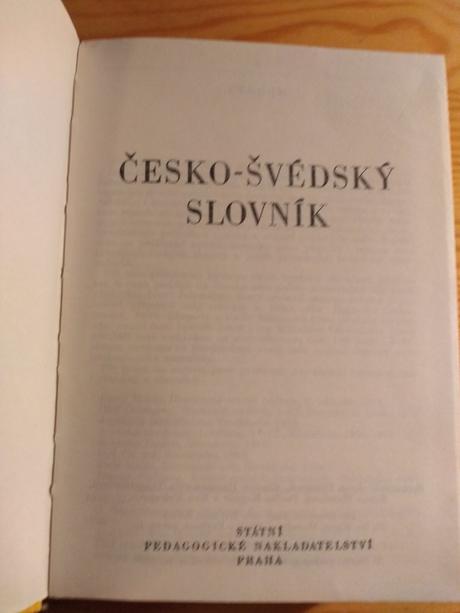 ČESKO-ŠVÉDSKÝ
SLOVNÍK
STÁTNÍ
PEDAGOGICKÉ NAKLADATELSTVÍ
PRAHA